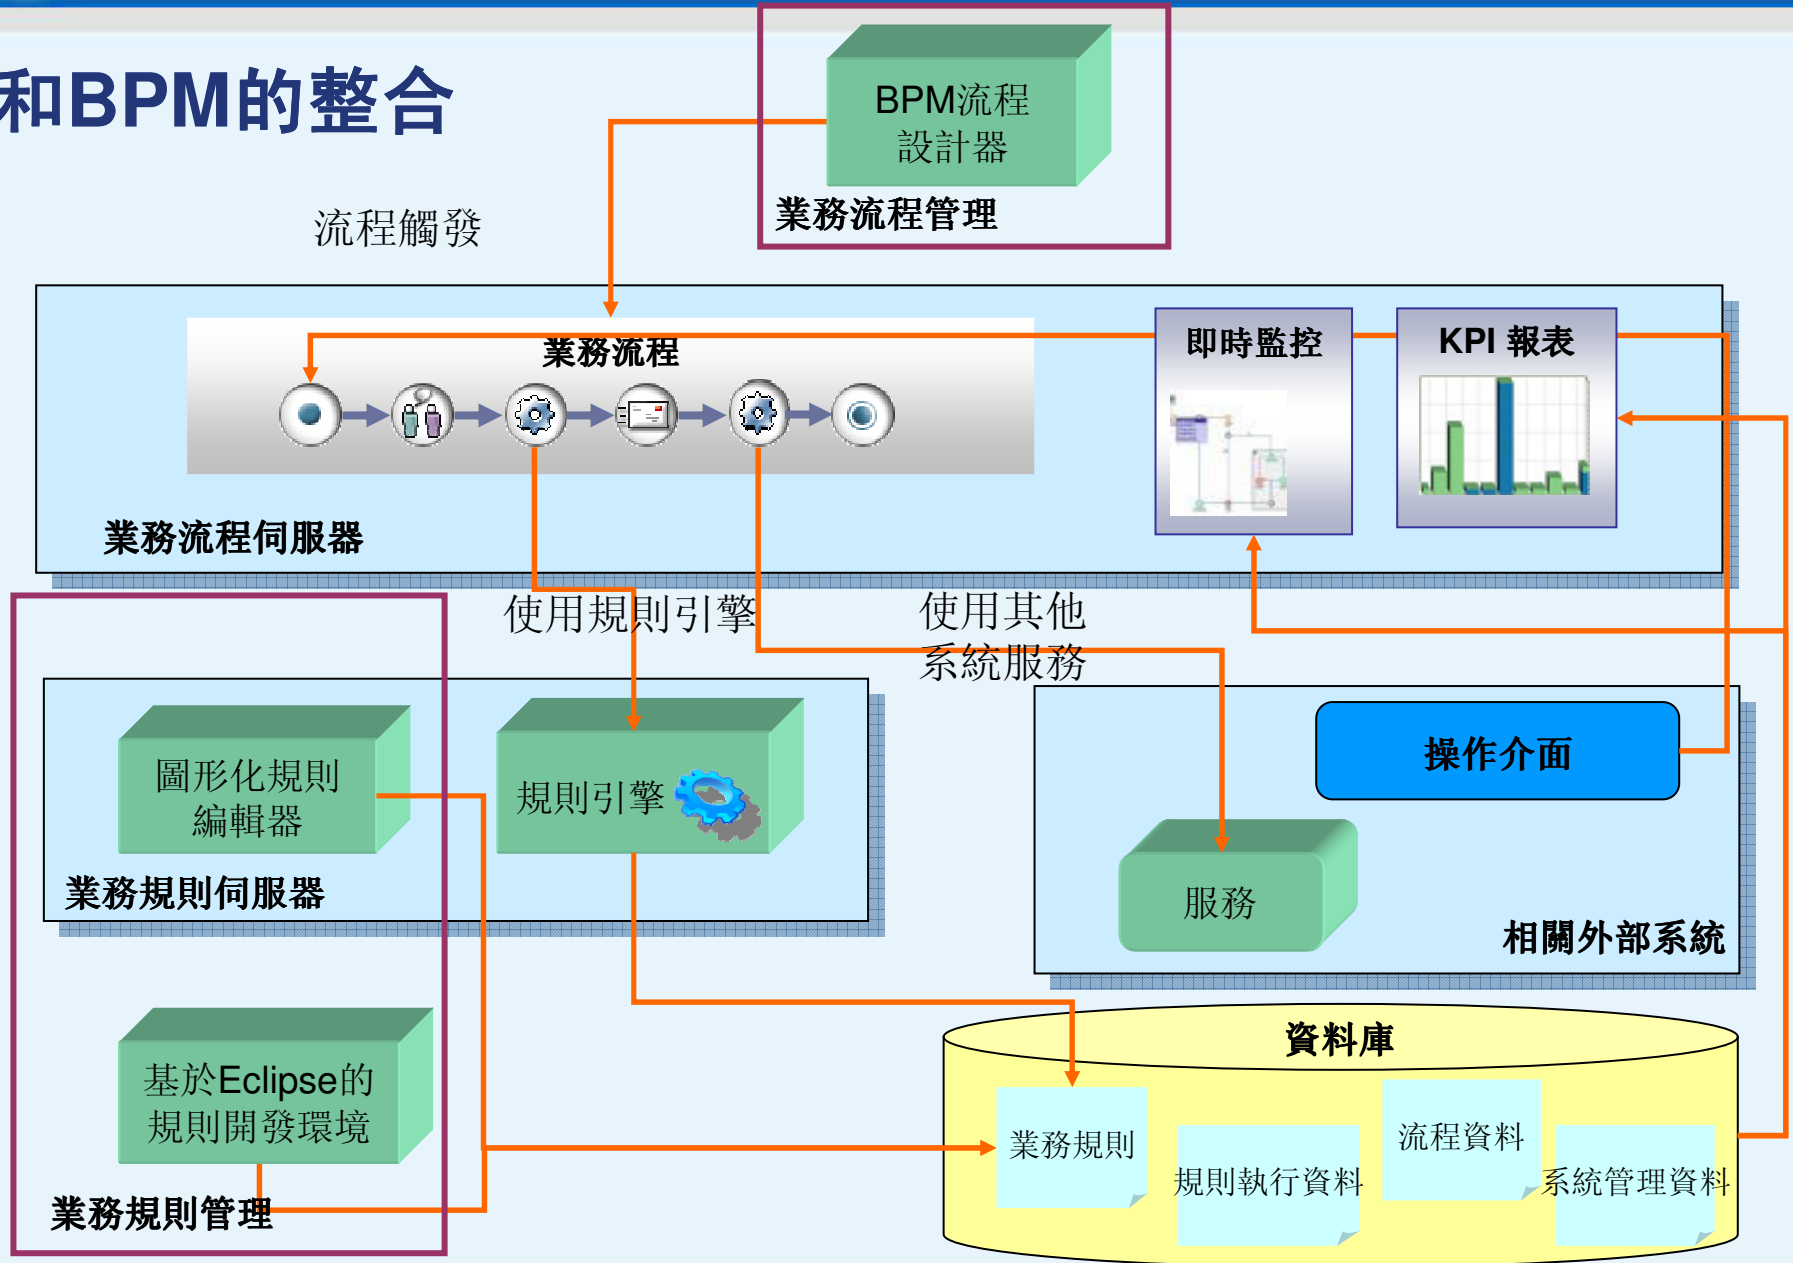 和BPM的整合
BPM流程
設計器
業務流程管理
流程觸發
業務流程
即時監控
KPI 報表
業務流程伺服器
使用規則引擎
使用其他
系統服務
圖形化規則
編輯器
規則引擎
業務規則伺服器
操作介面
服務
相關外部系統
基於Eclipse的
規則開發環境
業務規則管理
資料庫
業務規則
規則執行資料
流程資料
系統管理資料